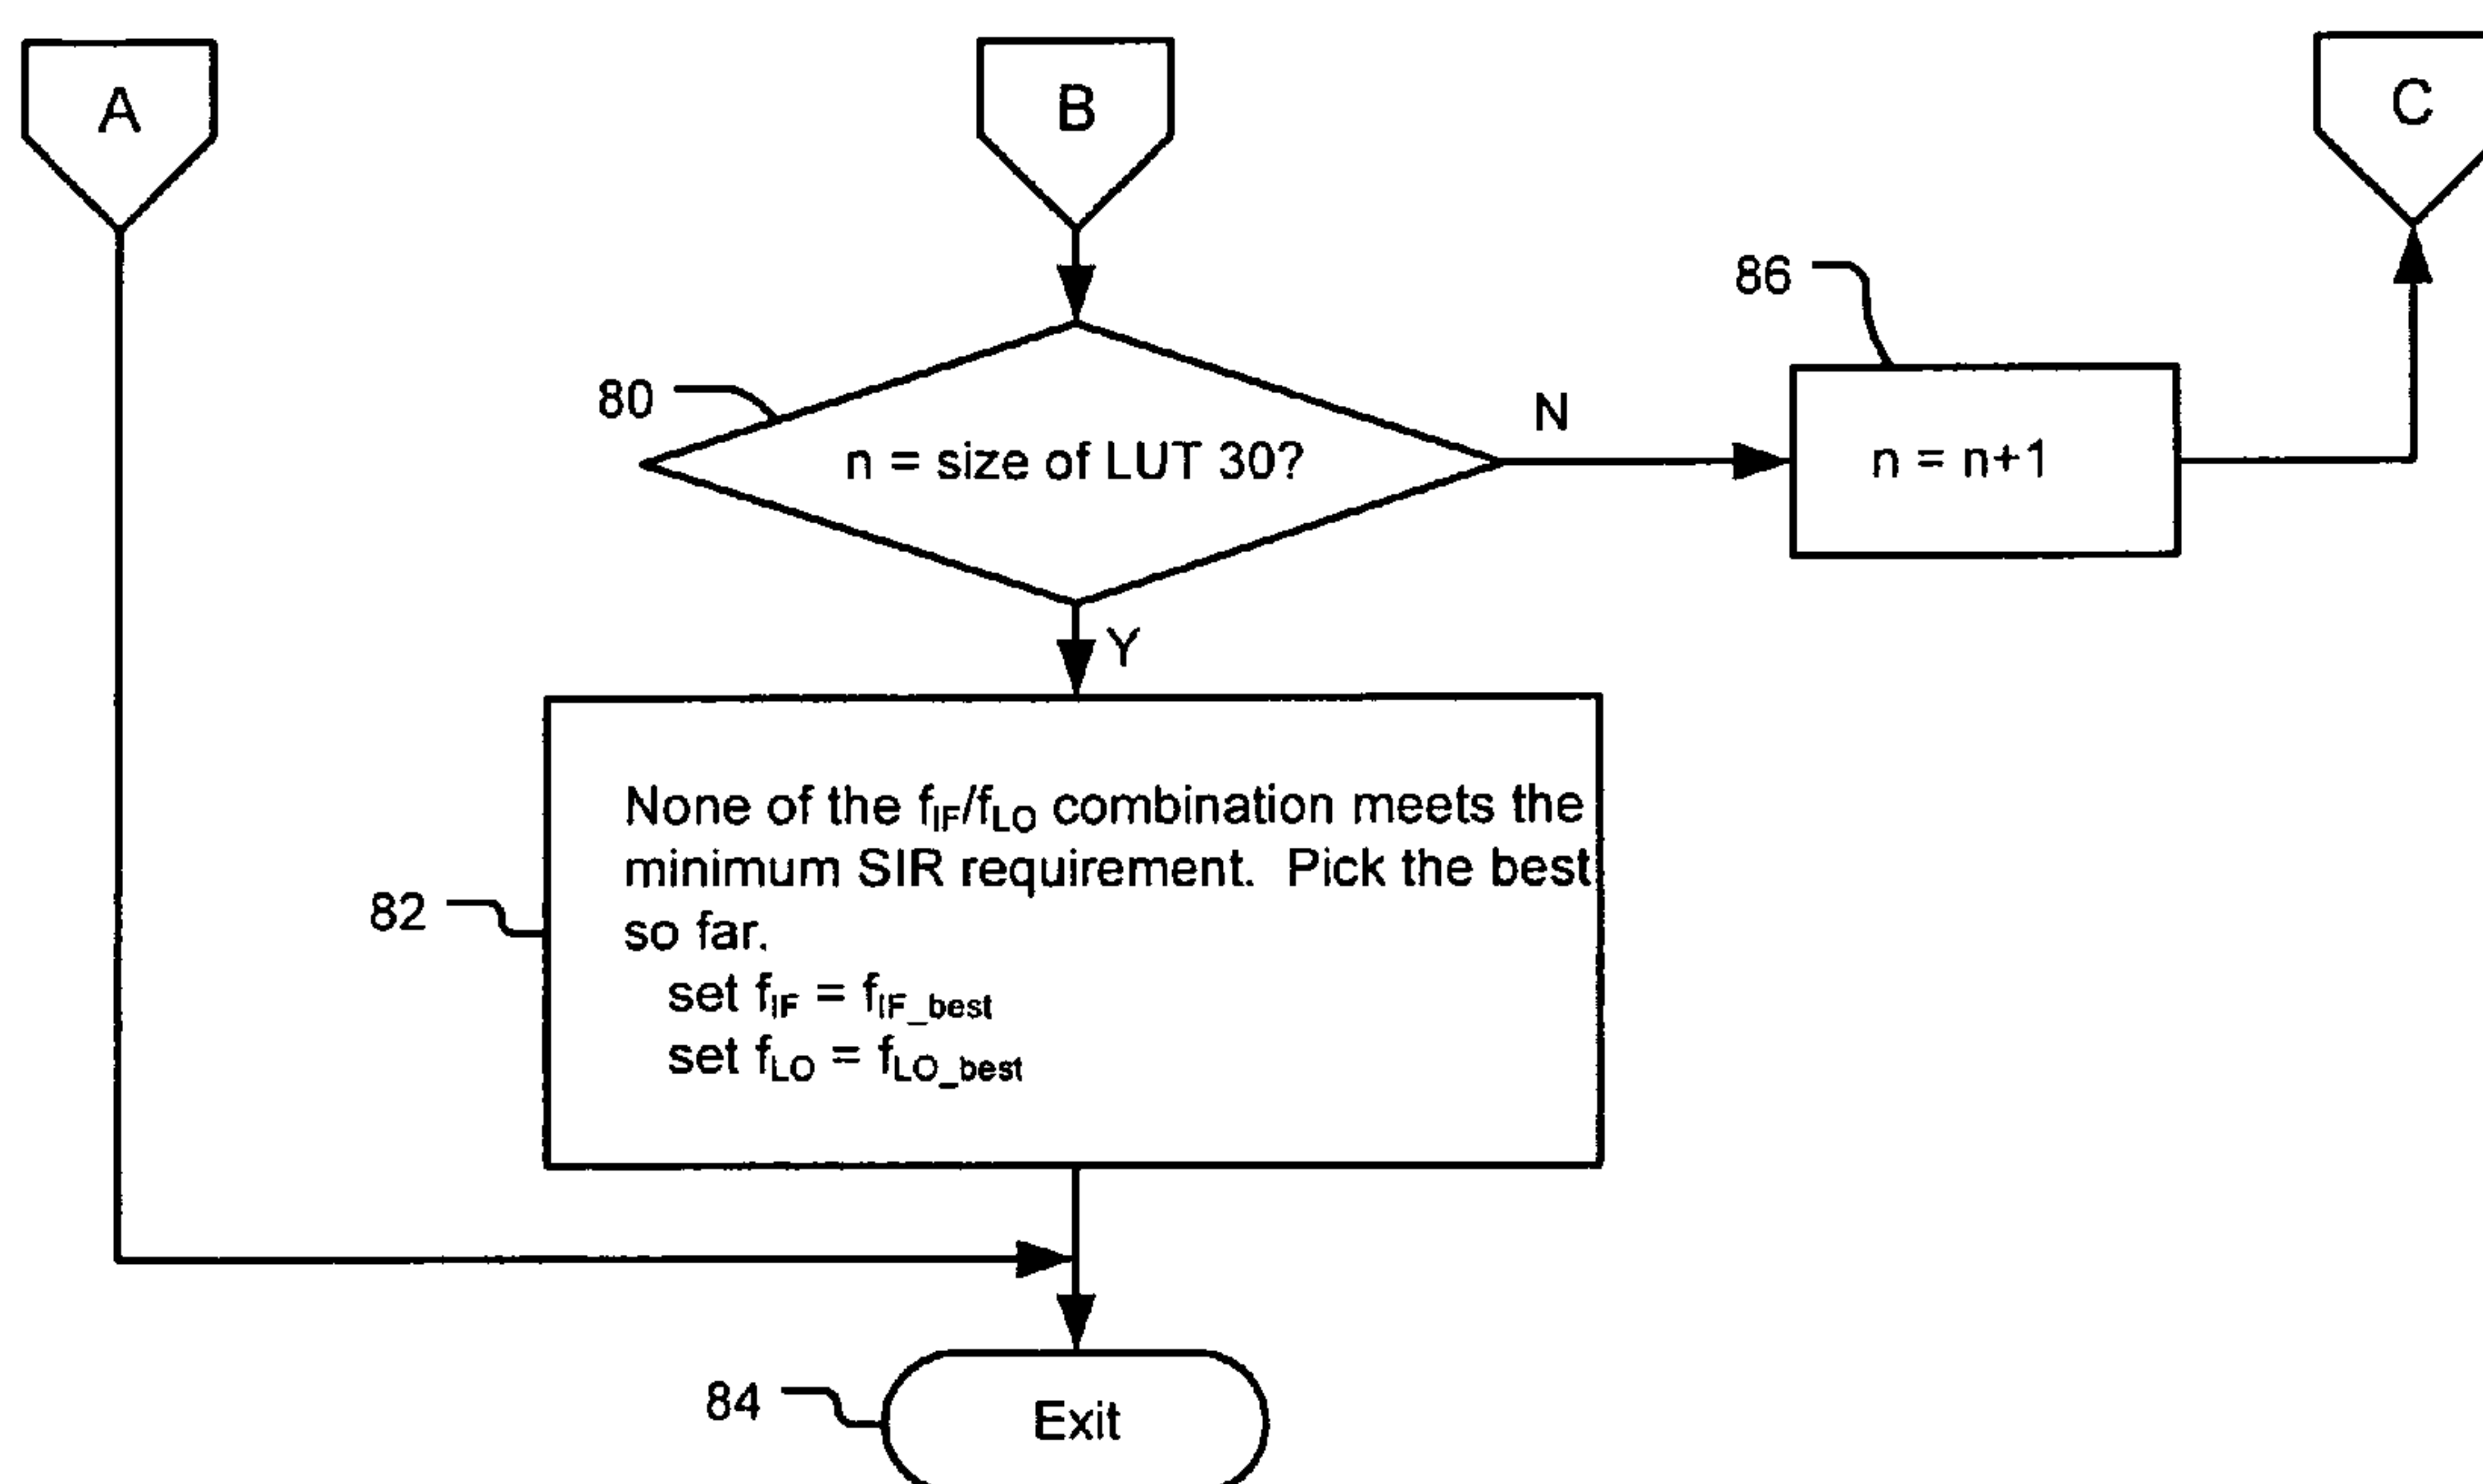 A
B
C
86
80
n = size of LUT 30?
N
n = n+1
Y
None of the fIF/fLO combination meets the
minimum SIR requirement. Pick the best
so far.
set fIF = fIF_best
set fLO = fLO_best
82
84
Exit